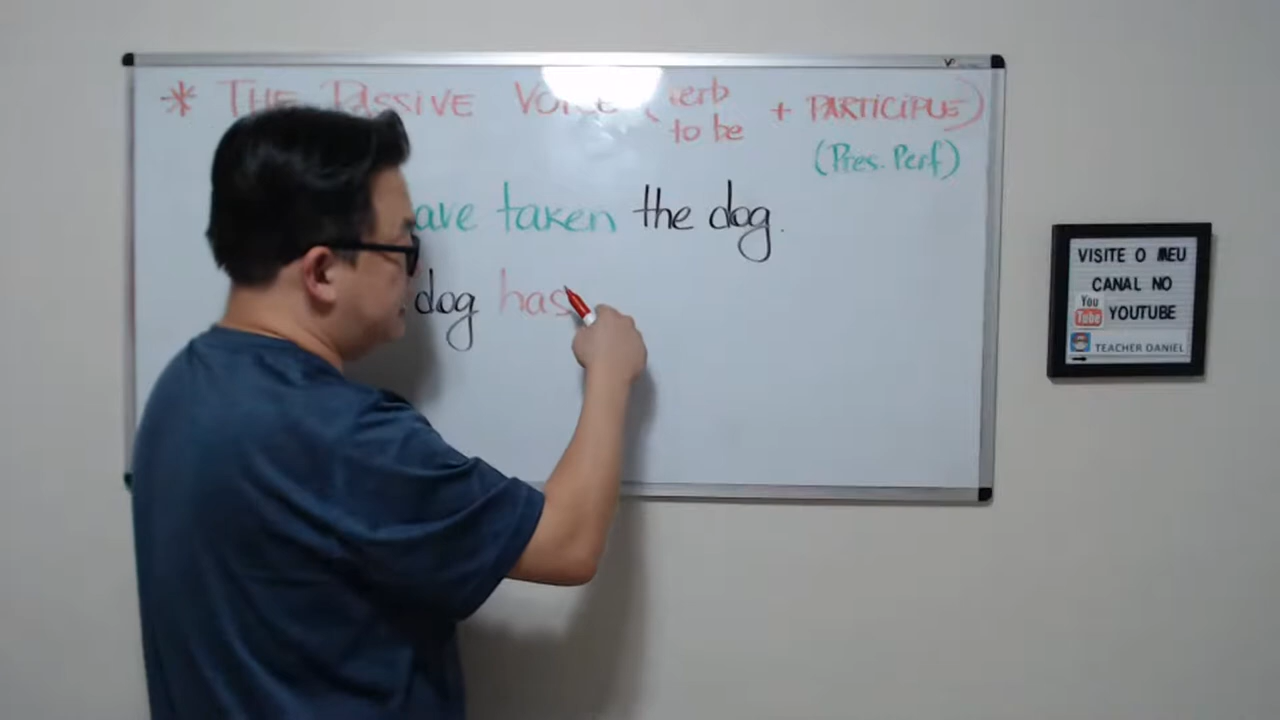 * THE PASSIVE VOICE (verb to be + PARTICIPLE)
(Pres. Perf)
ave taken the dog.
dog has
VISITE O MEU
CANAL NO
You Tube YOUTUBE
TEACHER DANIEL